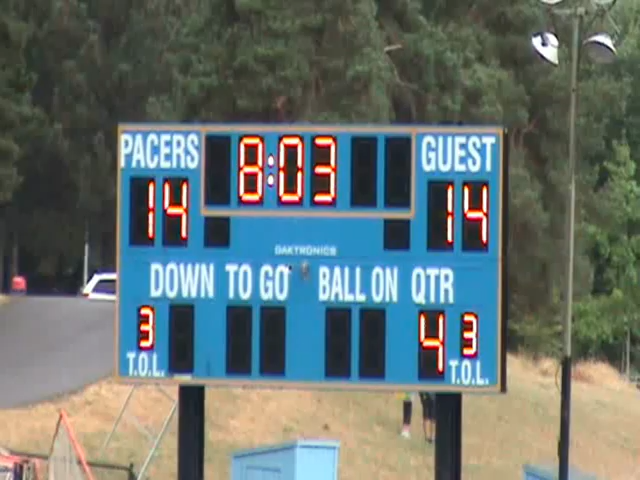 PACERS 8:03 GUEST
14 14
DAKTRONICS
DOWN TO GO BALL ON QTR
3 4 3
T.O.L. T.O.L.